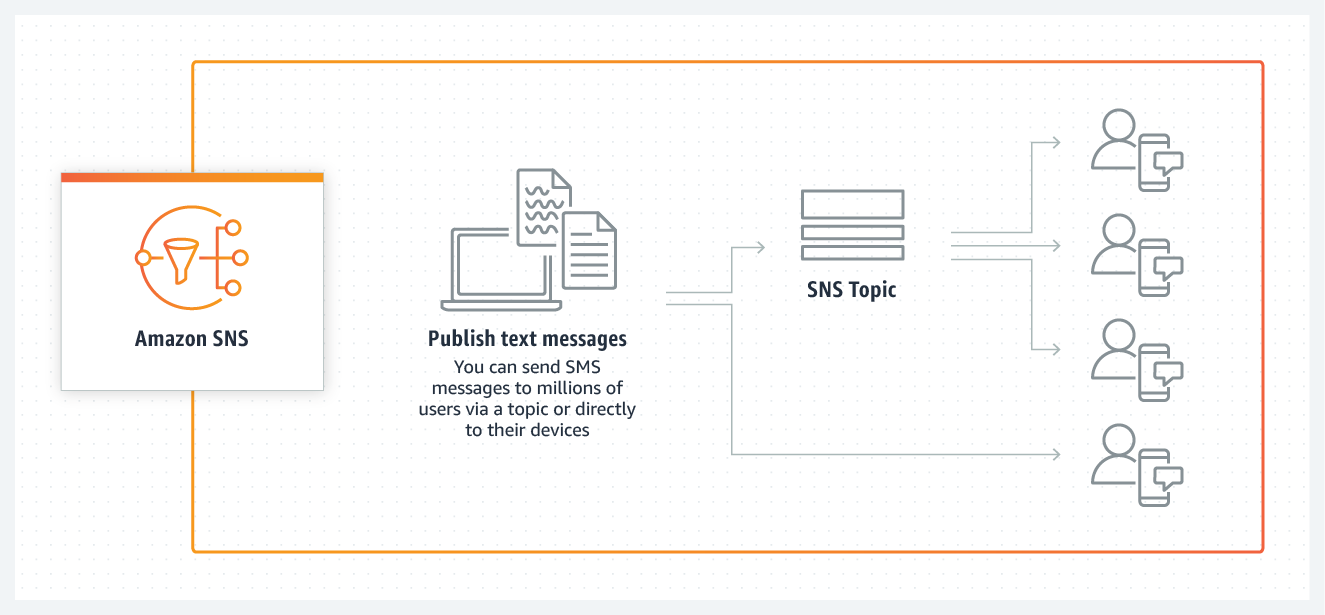 Amazon SNS
Publish text messages
You can send SMS
messages to millions of
users via a topic or directly
to their devices
SNS Topic